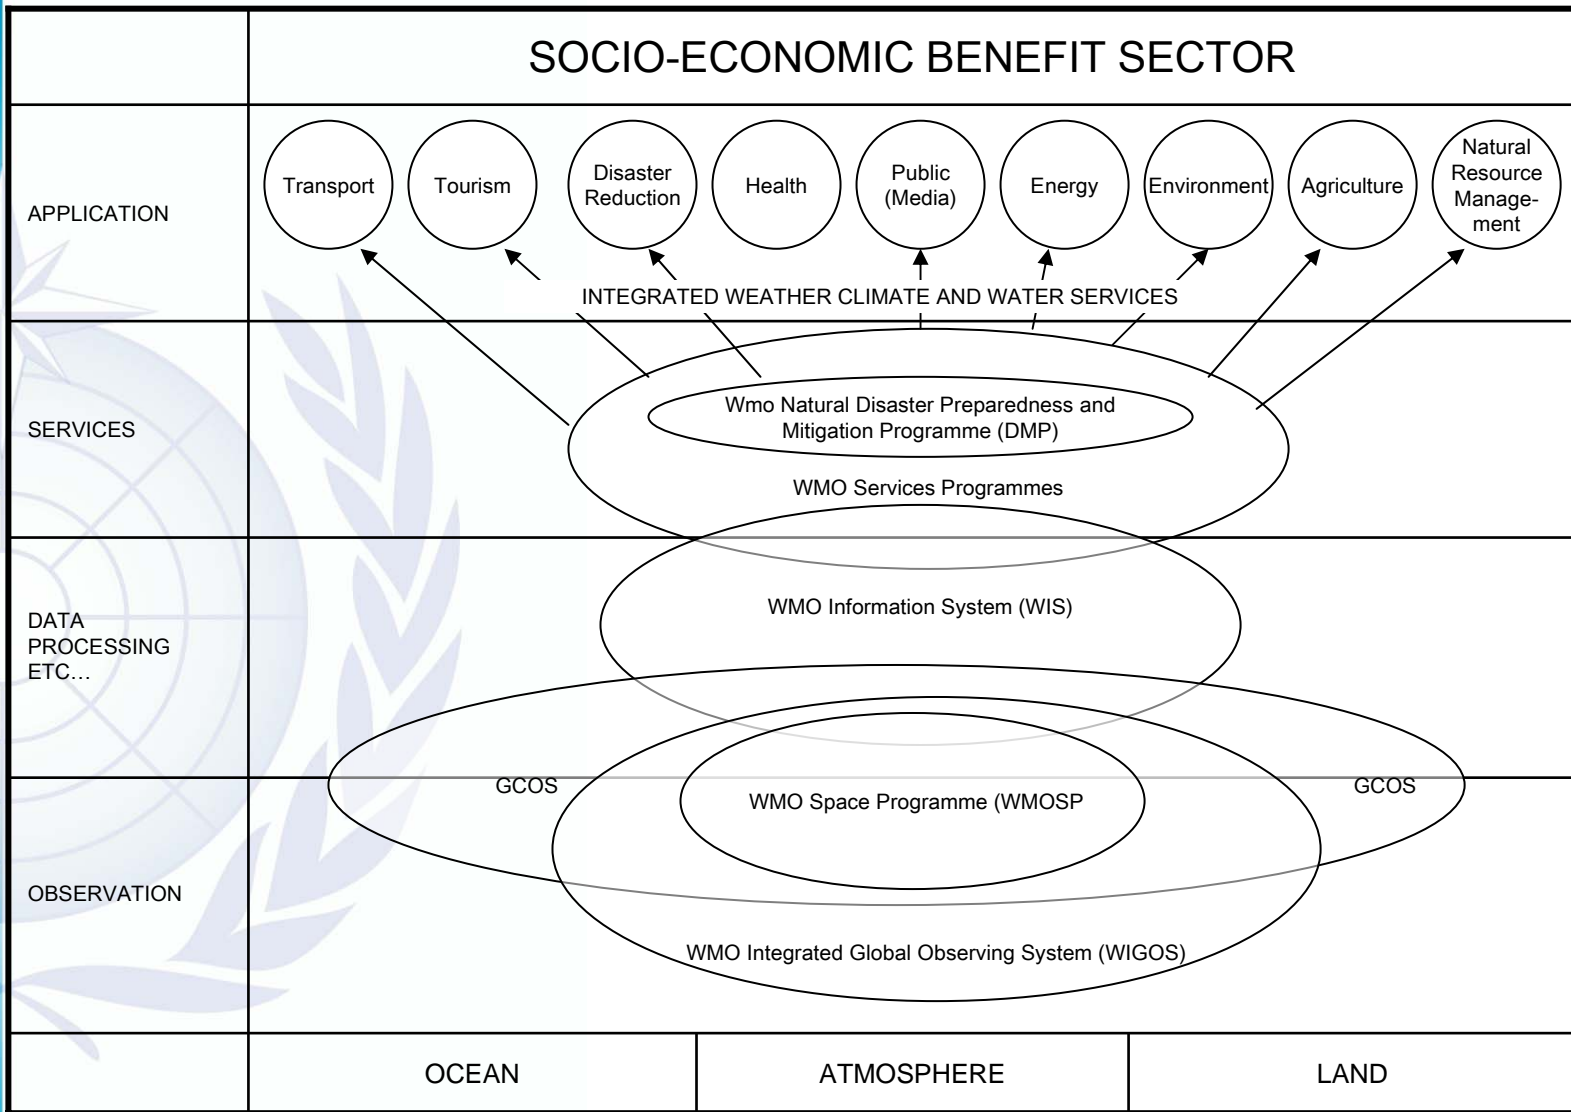 SOCIO-ECONOMIC BENEFIT SECTOR
APPLICATION
Transport
Tourism
Disaster
Reduction
Health
Public
(Media)
Energy
Environment
Agriculture
Natural
Resource
Manage-
ment
INTEGRATED WEATHER CLIMATE AND WATER SERVICES
SERVICES
Wmo Natural Disaster Preparedness and
Mitigation Programme (DMP)
WMO Services Programmes
DATA
PROCESSING
ETC…
WMO Information System (WIS)
GCOS
WMO Space Programme (WMOSP
GCOS
OBSERVATION
WMO Integrated Global Observing System (WIGOS)
OCEAN
ATMOSPHERE
LAND